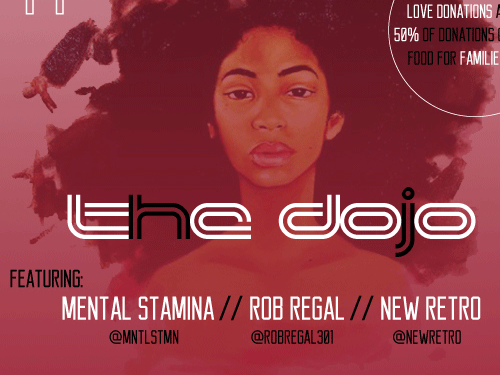 LOVE DONATIONS
50% OF DONATIONS
FOOD FOR FAMILIE
the dojo
FEATURING:
MENTAL STAMINA // ROB REGAL // NEW RETRO
@MNTLSTMN @ROBREGAL301 @NEWRETRO